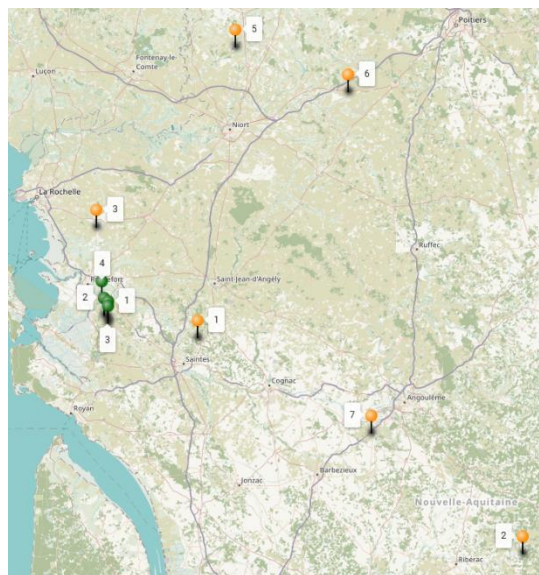 Poitiers
5
Fontenay-le-
Comte
Luçon
6
Niort
La Rochelle
3
Ruffec
4
Saint-Jean-d'Angély
2
1
1
3
Saintes
Cognac
Angoulême
Royan
7
Barbezieux
Jonzac
Nouvelle-Aquitaine
2
Ribérac